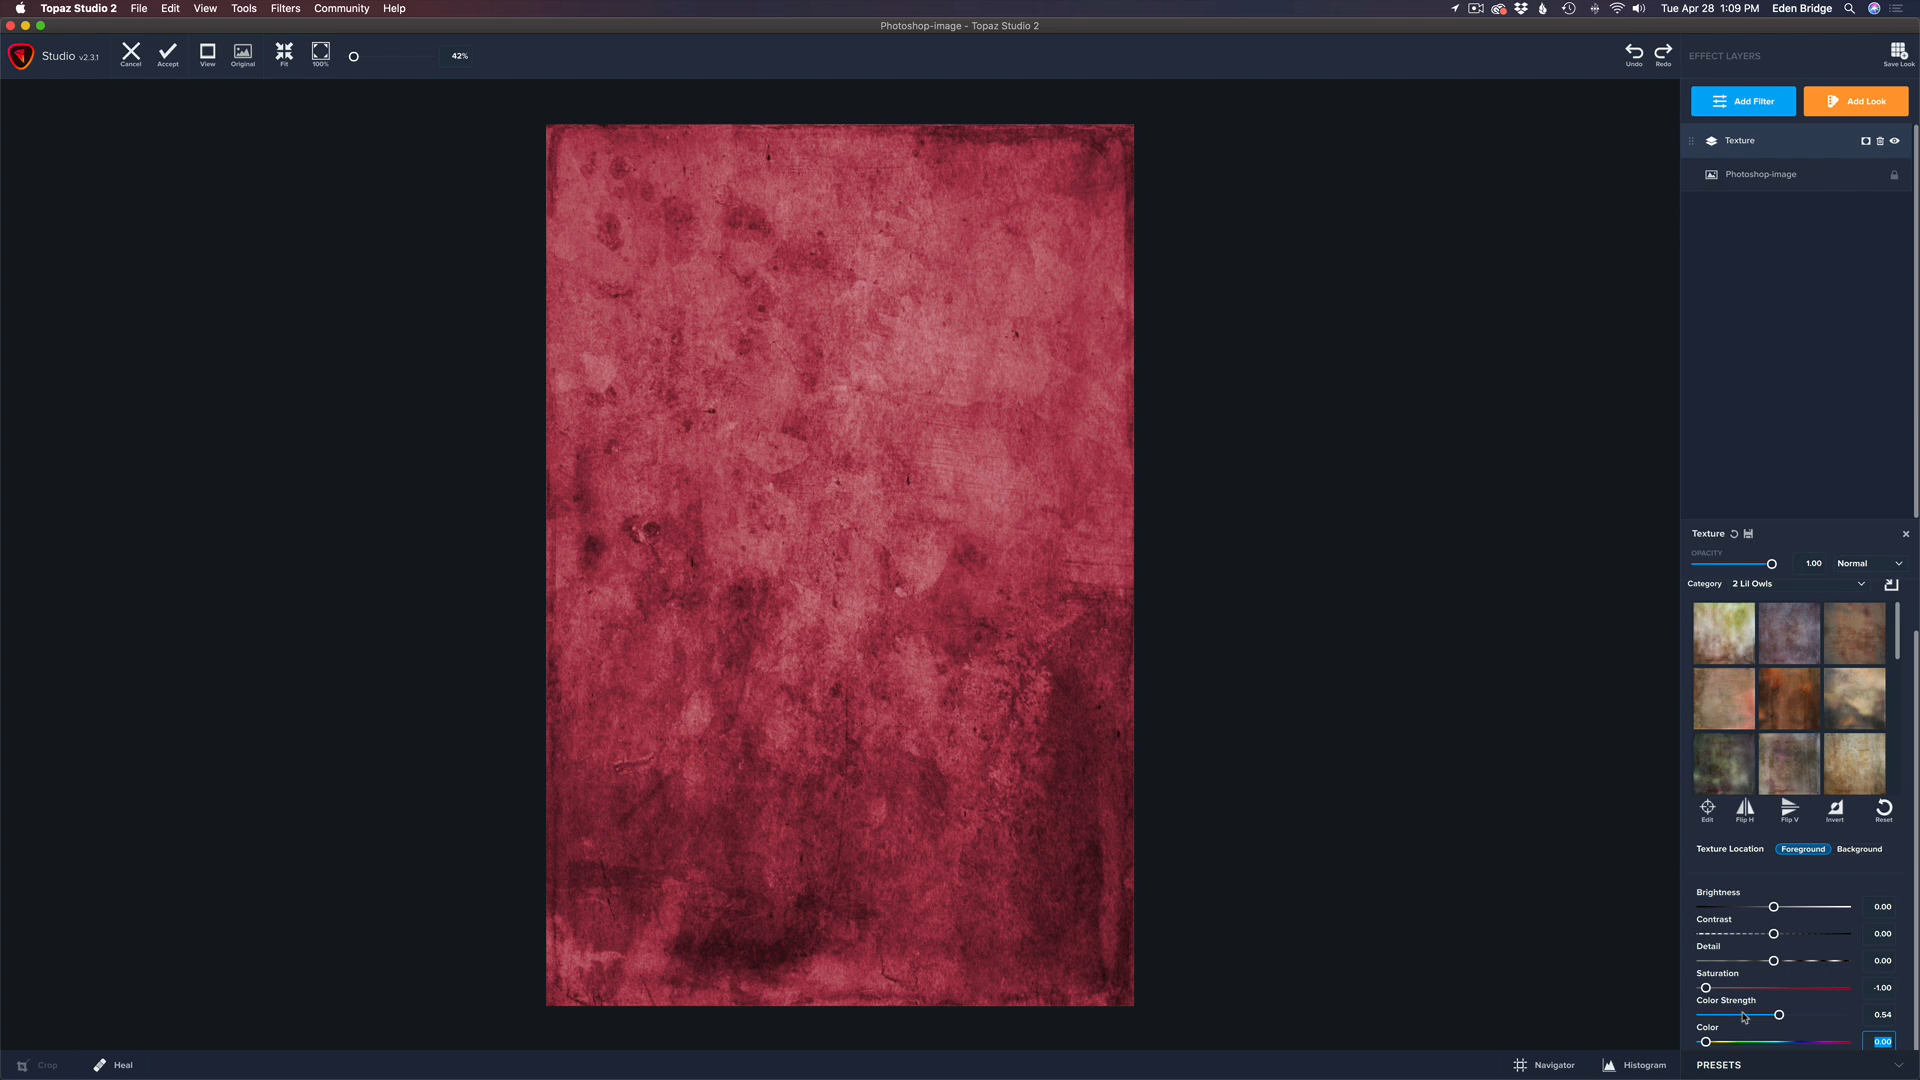 Topaz Studio 2 File Edit View Tools Filters Community Help Tue Apr 28 1:09 PM Eden Bridge
Photoshop-image - Topaz Studio 2
Studio v2.3.1 Cancel Accept View Original Fit 100% 42% Undo Redo EFFECT LAYERS Save Look
Add Filter Add Look
Texture
Photoshop-image
Texture
OPACITY
1.00 Normal
Category 2 Lil Owls
Edit Flip H Flip V Invert Reset
Texture Location Foreground Background
Brightness
0.00
Contrast
0.00
Detail
0.00
Saturation
-1.00
Color Strength
0.54
Color
0.00
Crop Heal Navigator Histogram PRESETS